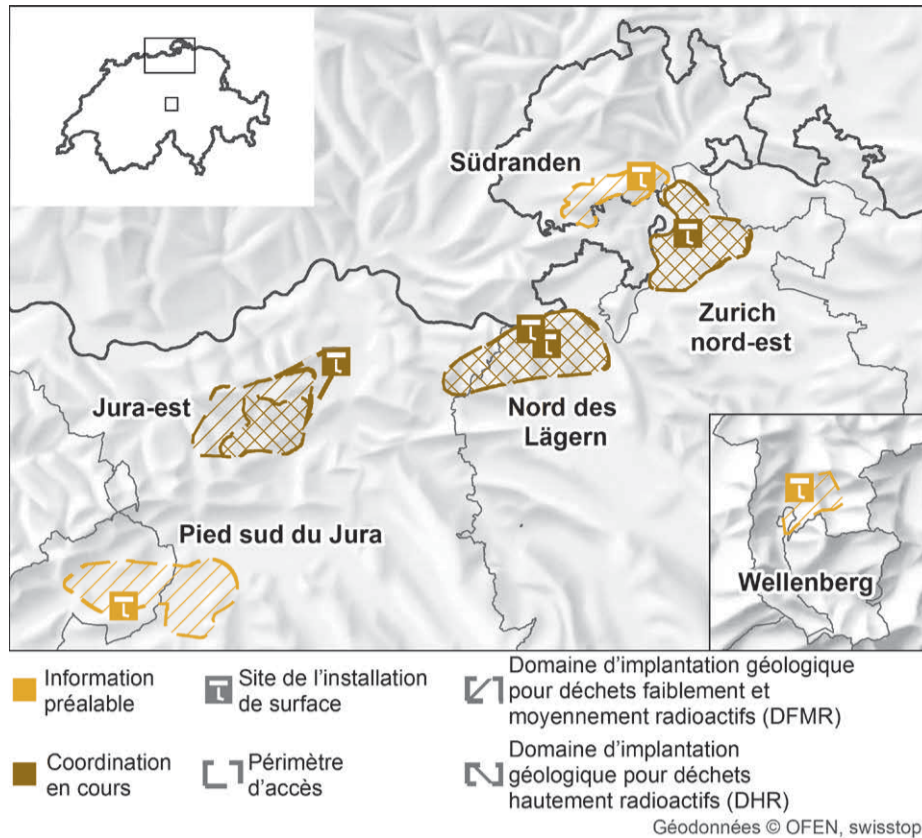 Südranden
Zurich
nord-est
Jura-est
Nord des
Lägern
Pied sud du Jura
Wellenberg
Information
préalable
Site de l'installation
de surface
Domaine d'implantation géologique
pour déchets faiblement et
moyennement radioactifs (DFMR)
Coordination
en cours
Périmètre
d'accès
Domaine d'implantation
géologique pour déchets
hautement radioactifs (DHR)
Géodonnées © OFEN, swisstop